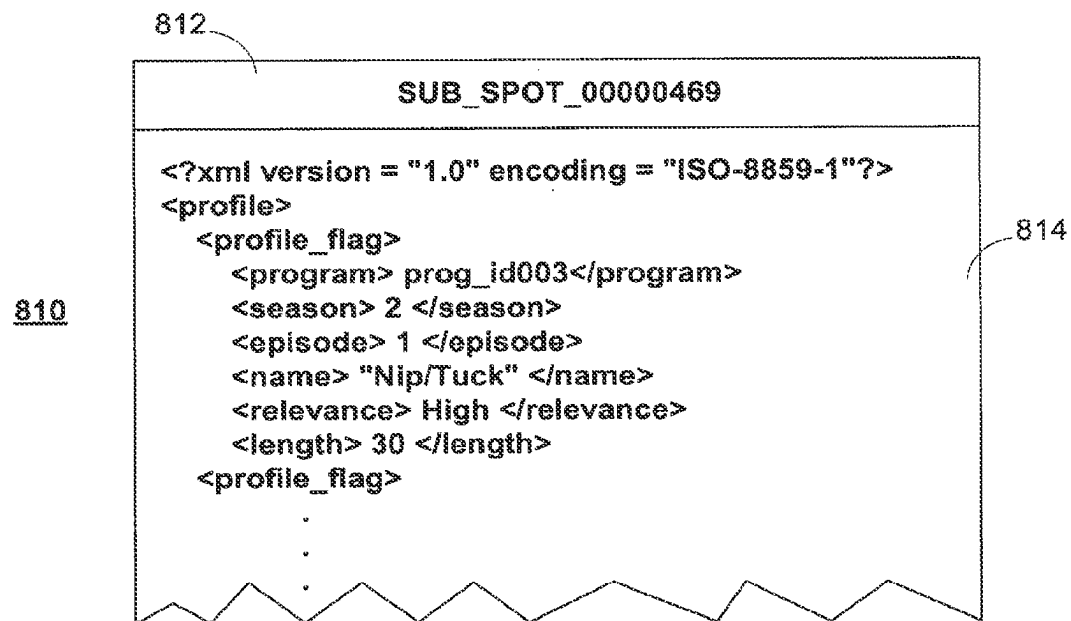 812
SUB_SPOT_00000469
<?xml version = "1.0" encoding = "ISO-8859-1"?>
<profile>
<profile_flag>
814
<program> prog_id003</program>
<season> 2 </season>
810
<episode> 1 </episode>
<name> "Nip/Tuck" </name>
<relevance> High </relevance>
<length> 30 </length>
<profile_flag>